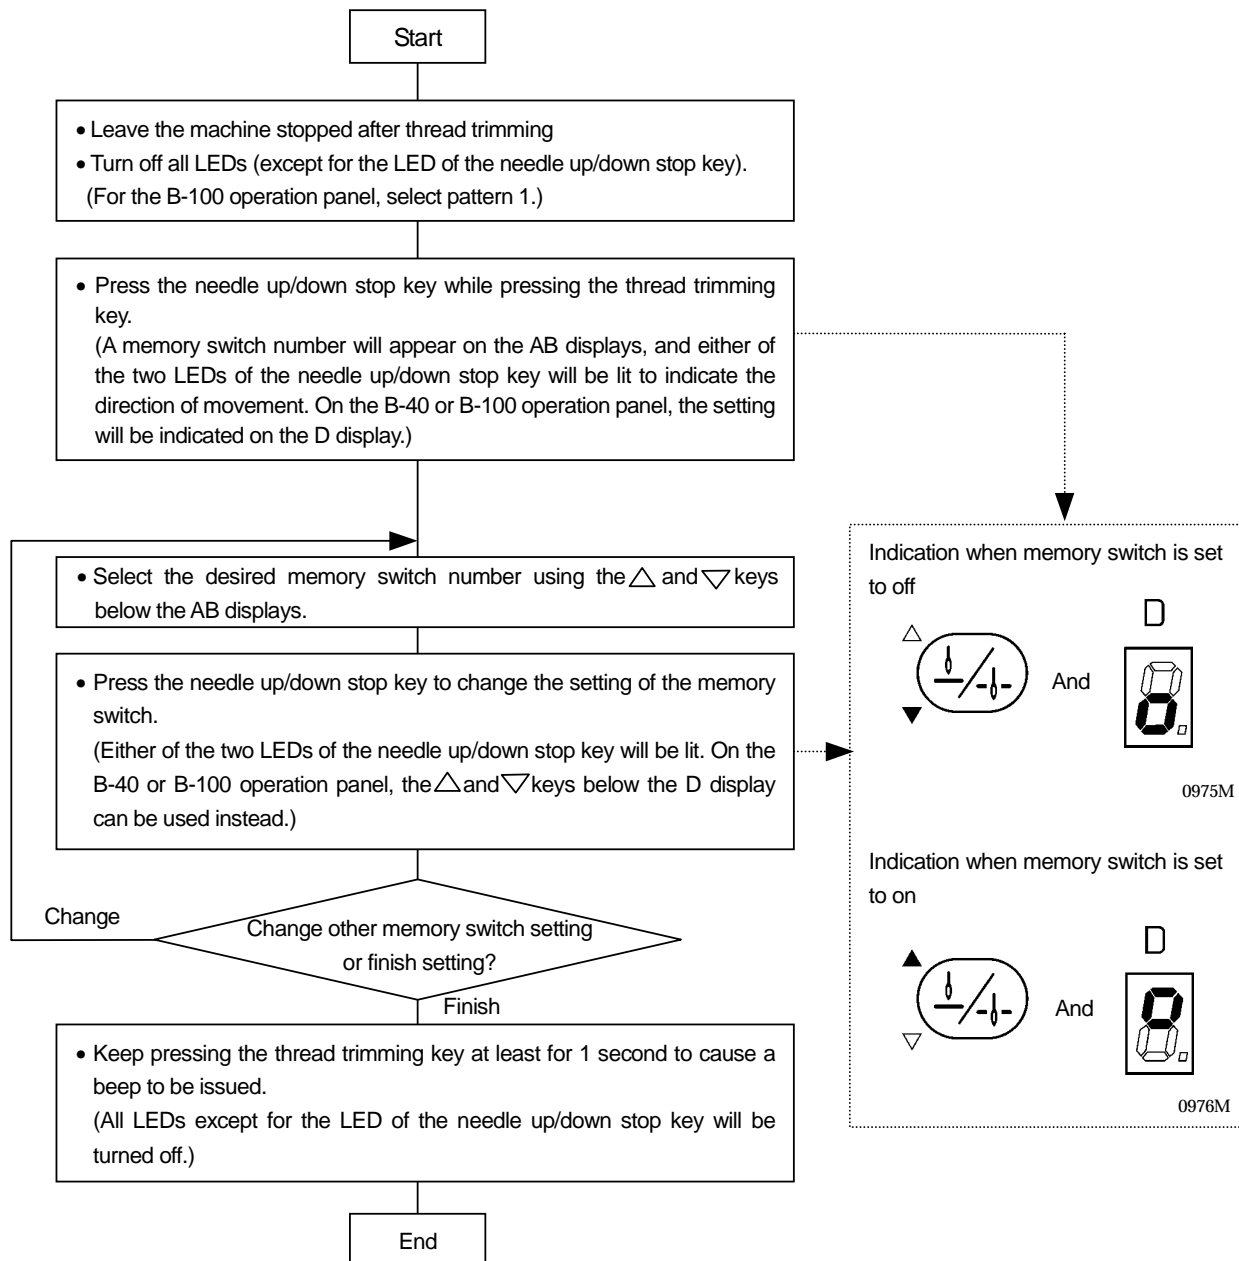 Start
• Leave the machine stopped after thread trimming
• Turn off all LEDs (except for the LED of the needle up/down stop key).
(For the B-100 operation panel, select pattern 1.)
• Press the needle up/down stop key while pressing the thread trimming
key.
(A memory switch number will appear on the AB displays, and either of
the two LEDs of the needle up/down stop key will be lit to indicate the
direction of movement. On the B-40 or B-100 operation panel, the setting
will be indicated on the D display.)
• Select the desired memory switch number using the △ and ▽ keys
below the AB displays.
• Press the needle up/down stop key to change the setting of the memory
switch.
(Either of the two LEDs of the needle up/down stop key will be lit. On the
B-40 or B-100 operation panel, the △ and ▽ keys below the D display
can be used instead.)
Change
Change other memory switch setting
or finish setting?
Finish
• Keep pressing the thread trimming key at least for 1 second to cause a
beep to be issued.
(All LEDs except for the LED of the needle up/down stop key will be
turned off.)
End
Indication when memory switch is set
to off
D
And
0975M
Indication when memory switch is set
to on
D
And
0976M